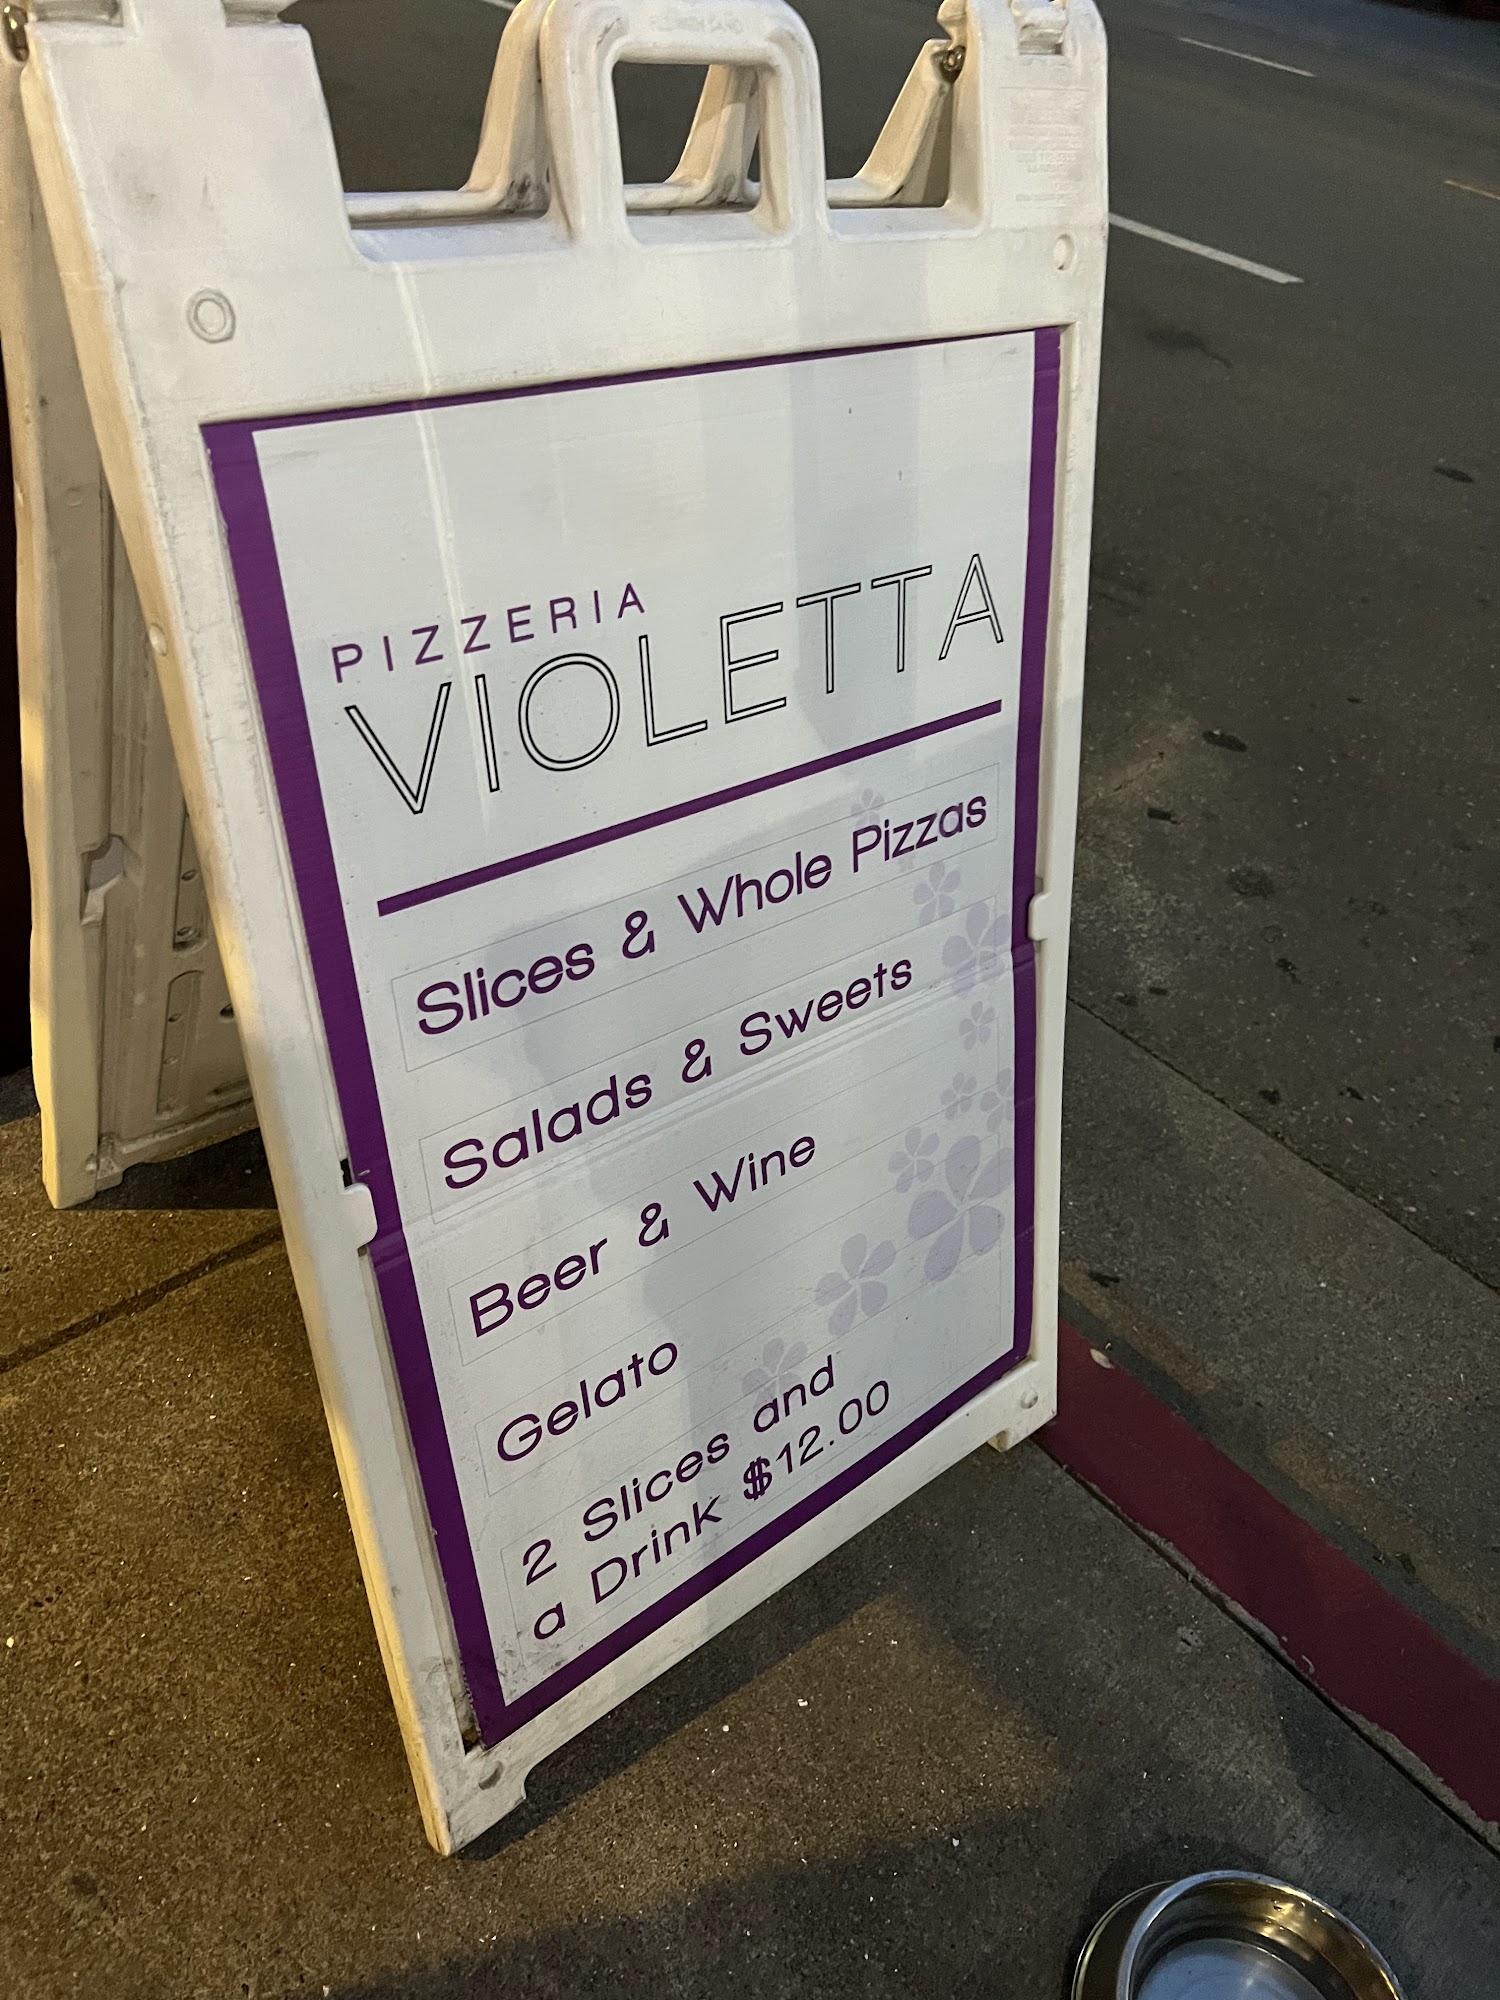 PIZZERIA
VIOLETTA
Slices & Whole Pizzas
Salads & Sweets
Beer & Wine
Gelato
2 Slices and
a Drink $12.00